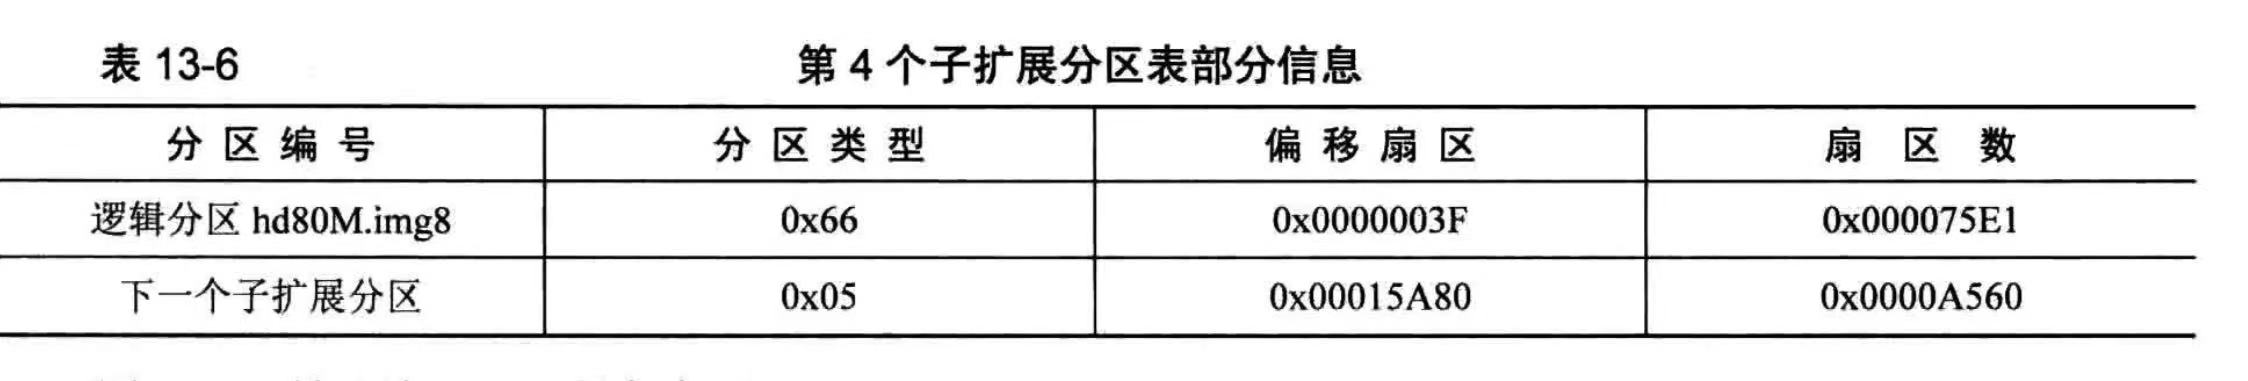 表 13-6 第 4 个子扩展分区表部分信息
分区编号 分区类型 偏移扇区 扇区数
逻辑分区 hd80M.img8 0x66 0x0000003F 0x000075E1
下一个子扩展分区 0x05 0x00015A80 0x0000A560